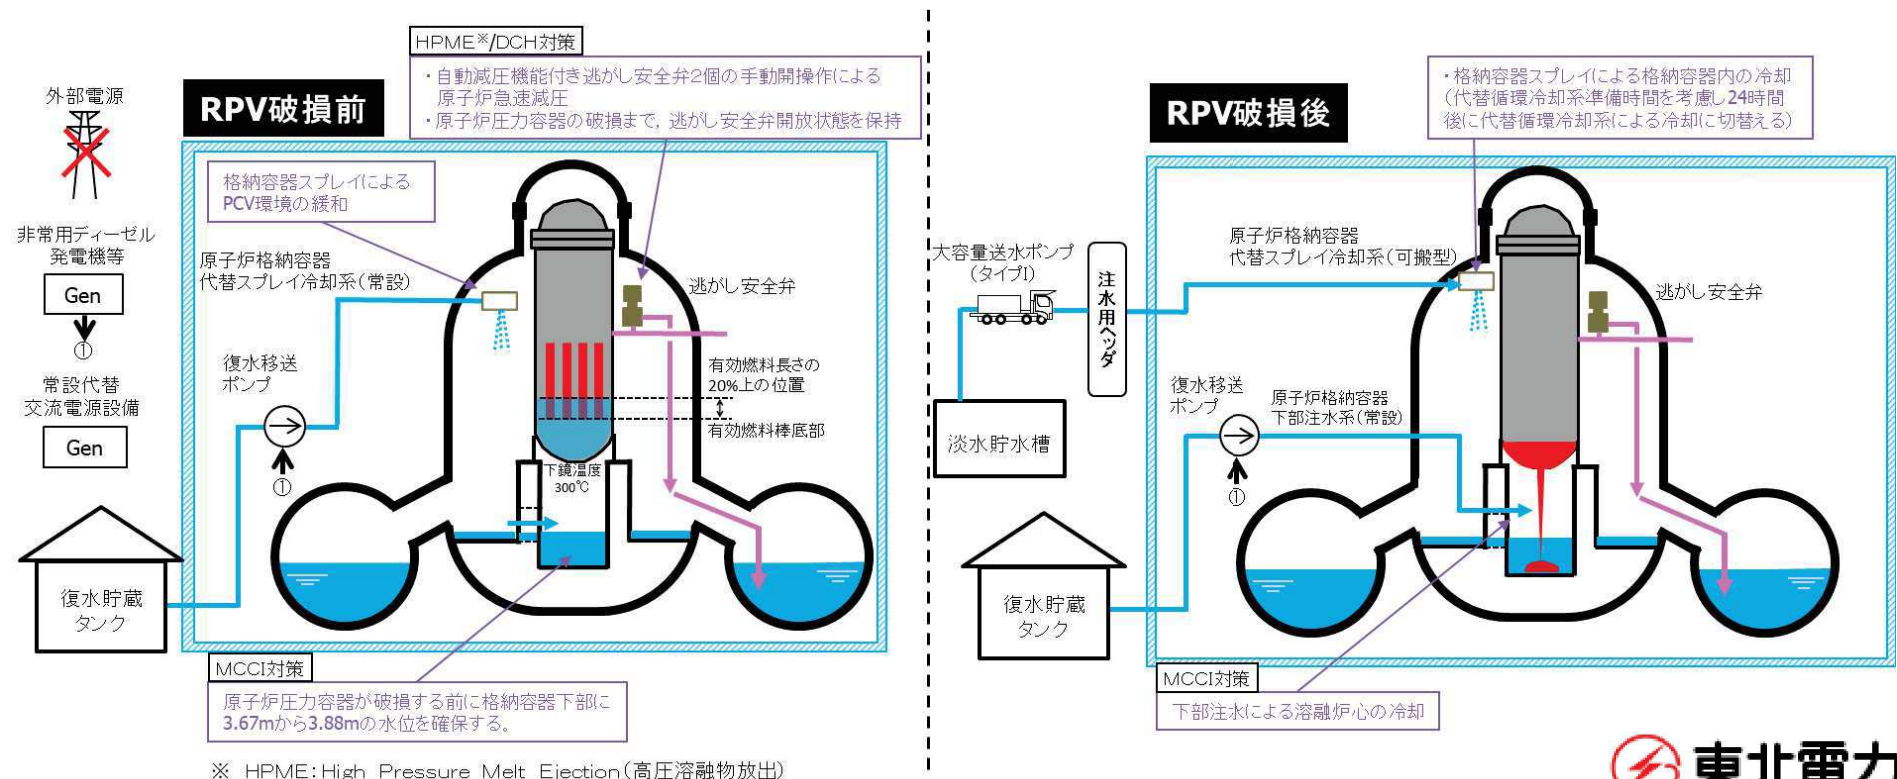 HPME※/DCH対策
・自動減圧機能付き逃がし安全弁2個の手動開操作による
原子炉急速減圧
・原子炉圧力容器の破損まで，逃がし安全弁開放状態を保持
外部電源
RPV破損前
格納容器スプレイによる
PCV環境の緩和
非常用ディーゼル
発電機等
Gen
①
原子炉格納容器
代替スプレイ冷却系(常設)
逃がし安全弁
復水移送
ポンプ
①
常設代替
交流電源設備
Gen
有効燃料長さの
20%上の位置
有効燃料棒底部
下鏡温度
300℃
復水貯蔵
タンク
MCCI対策
原子炉圧力容器が破損する前に格納容器下部に
3.67mから3.88mの水位を確保する。
※ HPME：High Pressure Melt Ejection(高圧溶融物放出)
RPV破損後
・格納容器スプレイによる格納容器内の冷却
(代替循環冷却系準備時間を考慮し24時間
後に代替循環冷却系による冷却に切替える)
大容量送水ポンプ
(タイプI)
注水用ヘッダ
原子炉格納容器
代替スプレイ冷却系(可搬型)
逃がし安全弁
復水移送
ポンプ
原子炉格納容器
下部注水系(常設)
淡水貯水槽
①
復水貯蔵
タンク
MCCI対策
下部注水による溶融炉心の冷却
東北電力